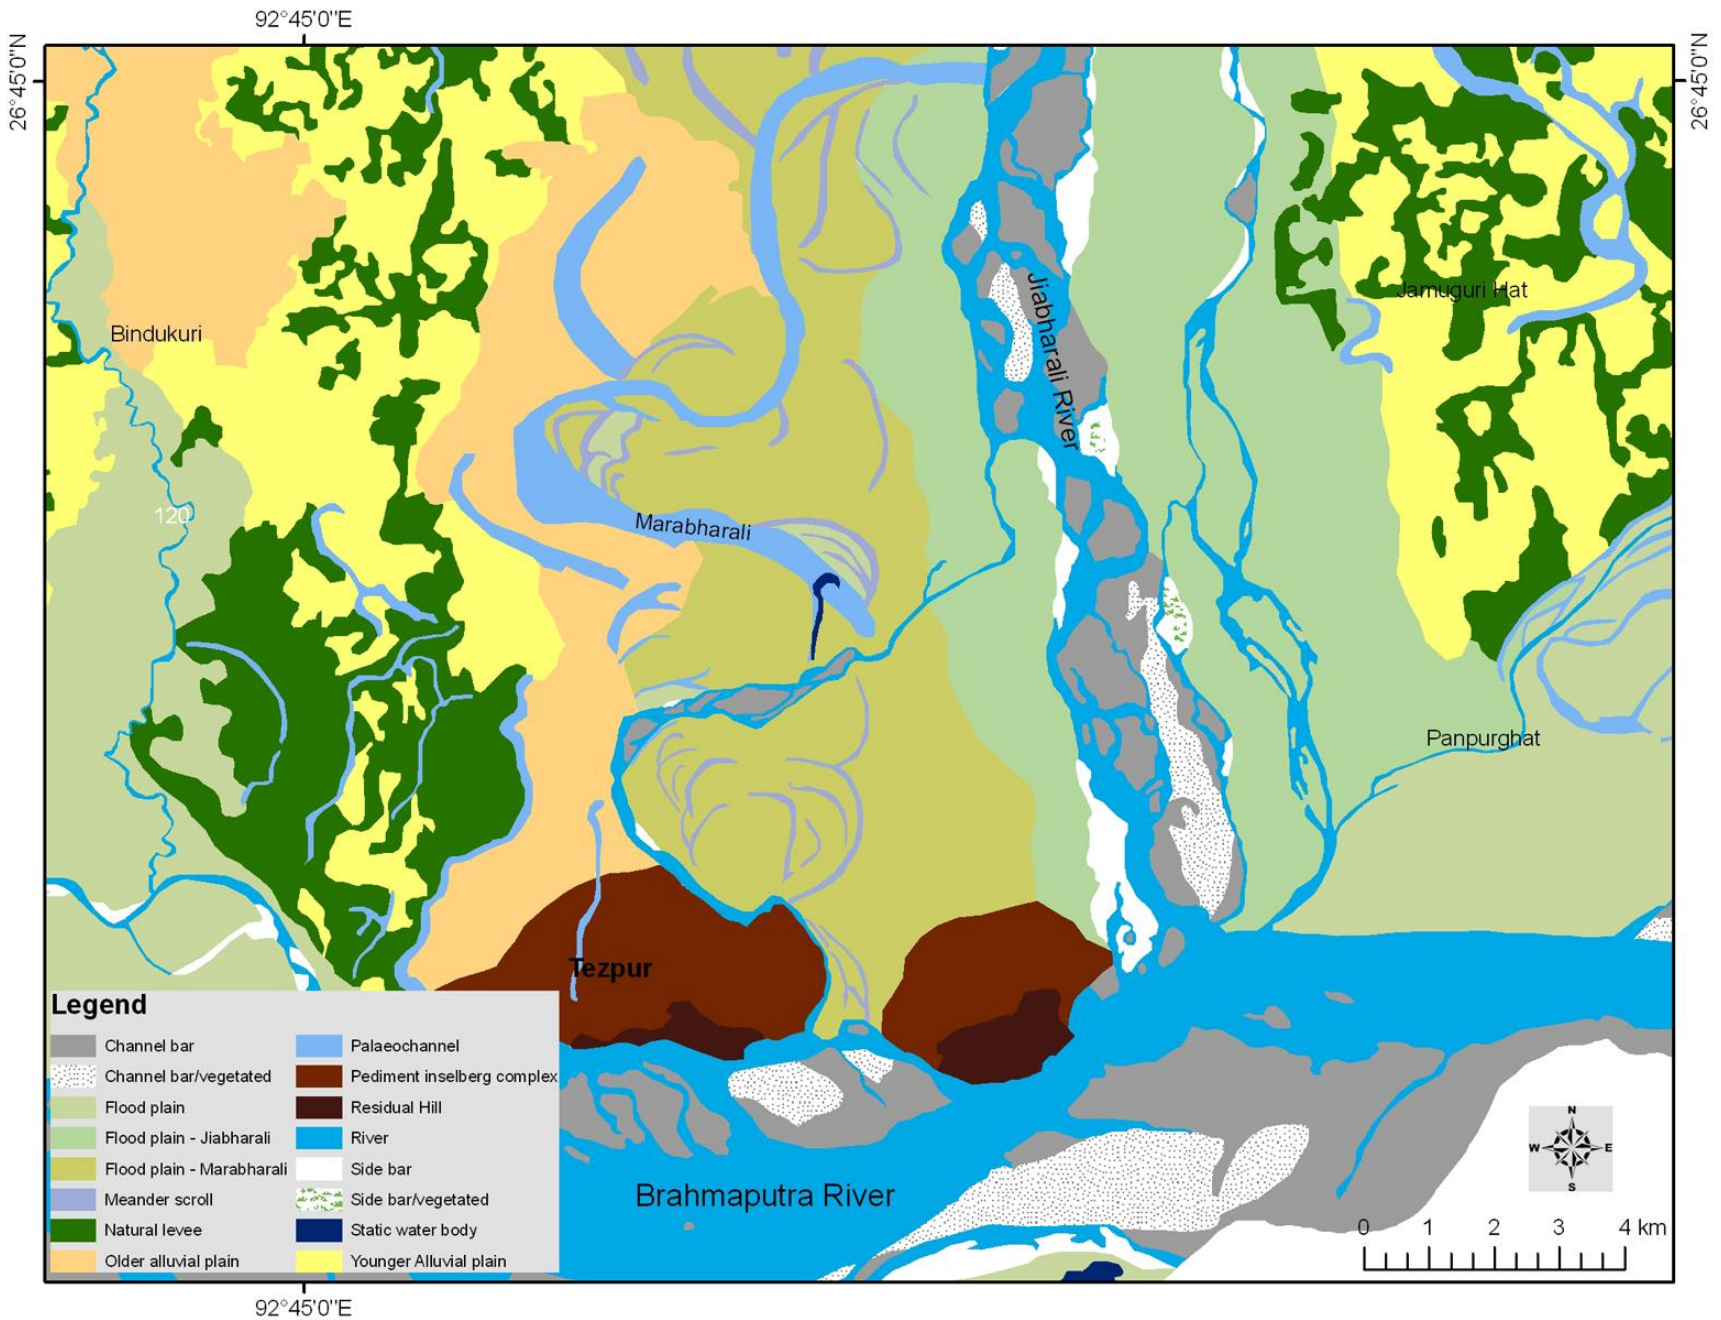 92°45'0"E
26°45'0"N
26°45'0"N
Jiabharali River
Jamuguri Hat
Bindukuri
120
Marabharali
Panpurghat
Tezpur
Legend
Channel bar
Channel bar/vegetated
Flood plain
Flood plain - Jiabharali
Flood plain - Marabharali
Meander scroll
Natural levee
Older alluvial plain
Palaeochannel
Pediment inselberg complex
Residual Hill
River
Side bar
Side bar/vegetated
Static water body
Younger Alluvial plain
Brahmaputra River
N
W E
S
0 1 2 3 4 km
92°45'0"E